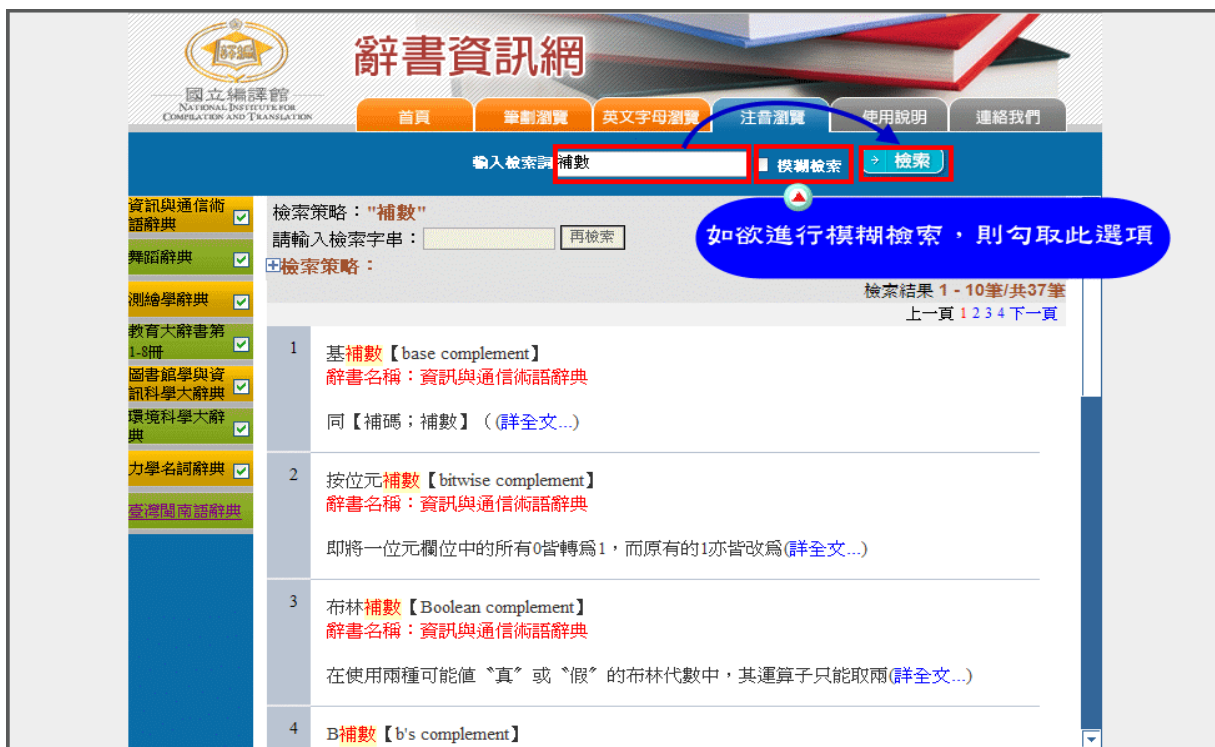 辭書資訊網
國立編譯館
NATIONAL INSTITUTE FOR
COMPILATION AND TRANSLATION
首頁
筆劃瀏覽
英文字母瀏覽
注音瀏覽
使用說明
連絡我們
輸入檢索詞 補數 模糊檢索 檢索
如欲進行模糊檢索，則勾取此選項
資訊與通信術
語辭典
舞蹈辭典
測繪學辭典
教育大辭書第
1-8冊
圖書館學與資
訊科學大辭典
環境科學大辭
典
力學名詞辭典
臺灣閩南語辭典
檢索策略："補數"
請輸入檢索字串： 再檢索
檢索策略：
檢索結果 1 - 10筆/共37筆
上一頁 1 2 3 4 下一頁
1 基補數【base complement】
辭書名稱：資訊與通信術語辭典
同【補碼；補數】（(詳全文...)
2 按位元補數【bitwise complement】
辭書名稱：資訊與通信術語辭典
即將一位元欄位中的所有0皆轉爲1，而原有的1亦皆改爲(詳全文...)
3 布林補數【Boolean complement】
辭書名稱：資訊與通信術語辭典
在使用兩種可能值〝真〞或〝假〞的布林代數中，其運算子只能取兩(詳全文...)
4 B補數【b's complement】